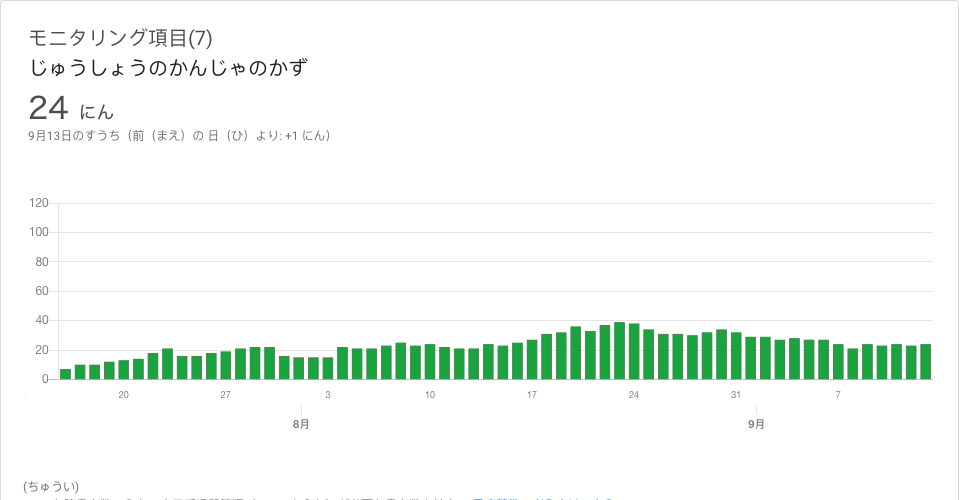 モニタリング項目(7)
じゅうしょうのかんじゃのかず
24 にん
9月13日のすうち（前（まえ）の 日（ひ）より: +1 にん）
120
100
80
60
40
20
0
20 27 3 10 17 24 31 7
8月 9月
(ちゅうい)